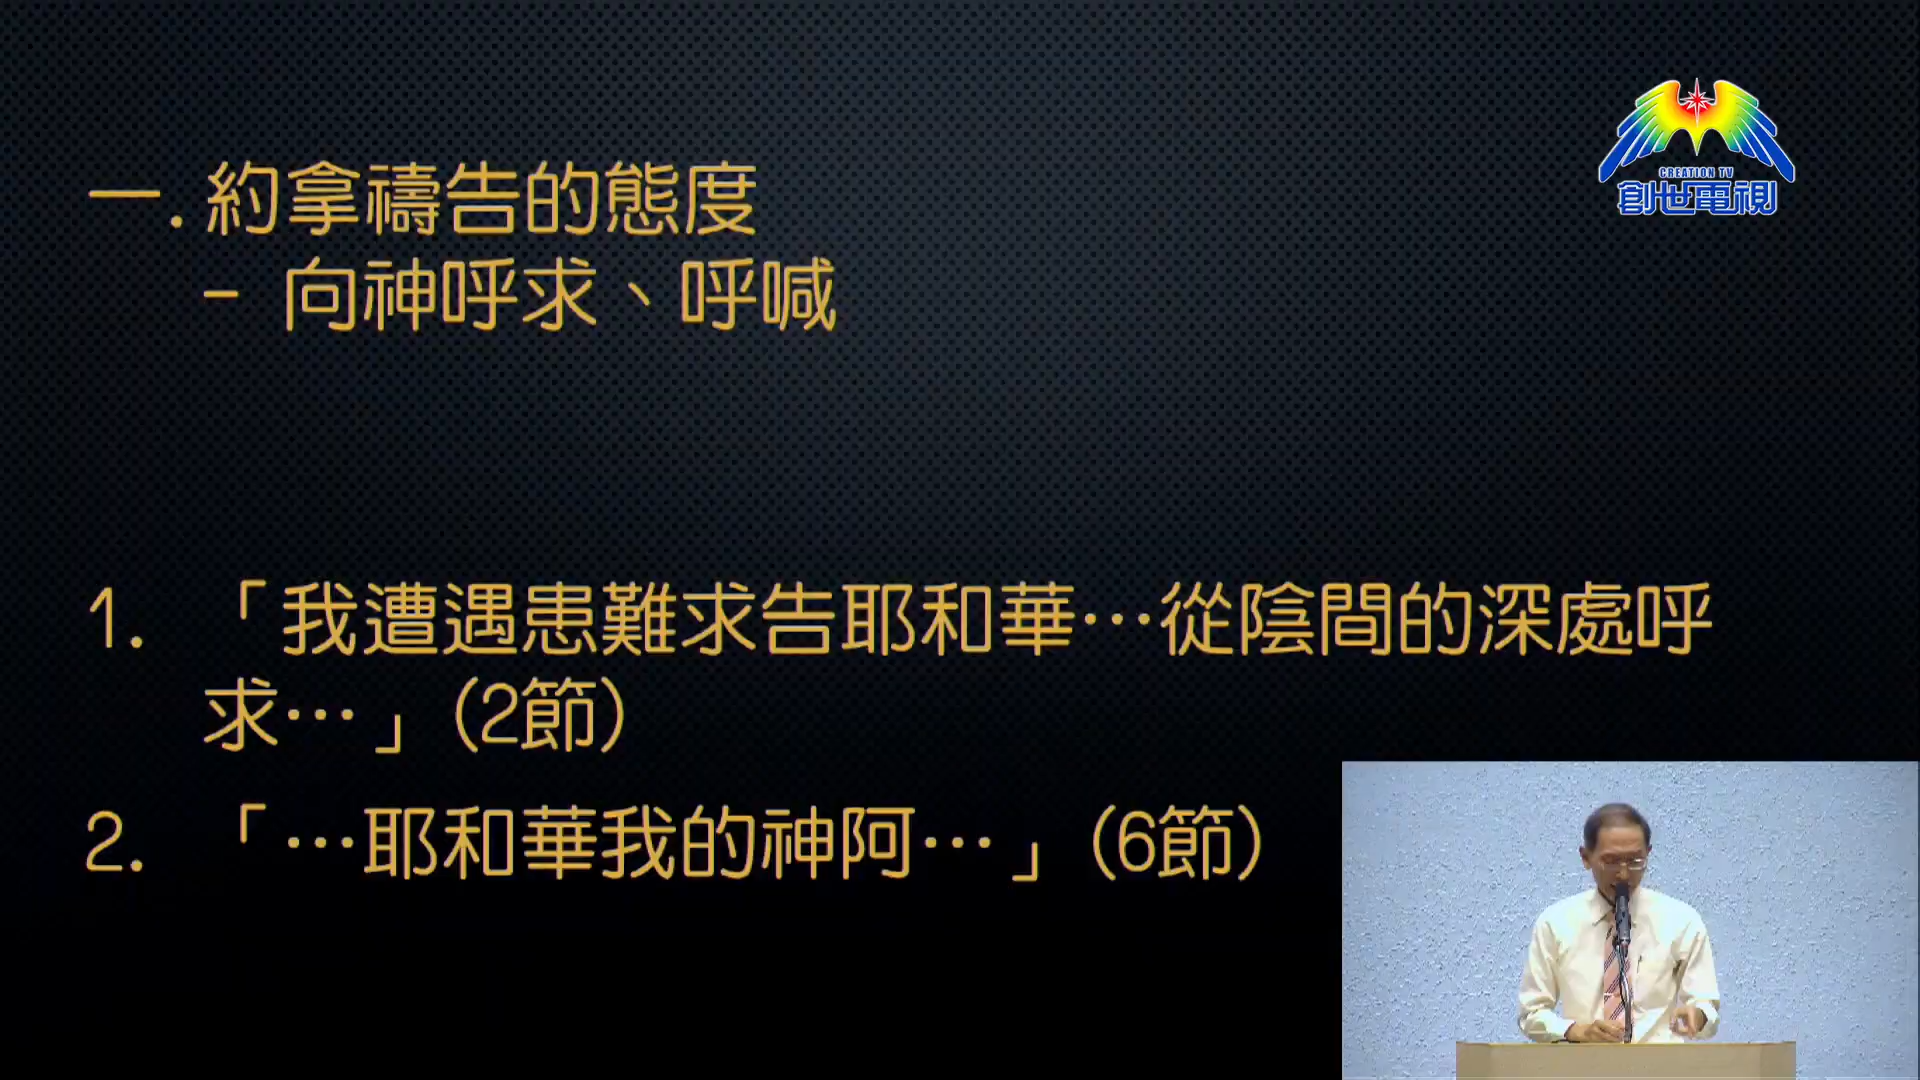 CREATION TV
創世電視
一. 約拿禱告的態度
- 向神呼求、呼喊
1. 「我遭遇患難求告耶和華…從陰間的深處呼
求…」(2節)
2. 「…耶和華我的神阿…」(6節)